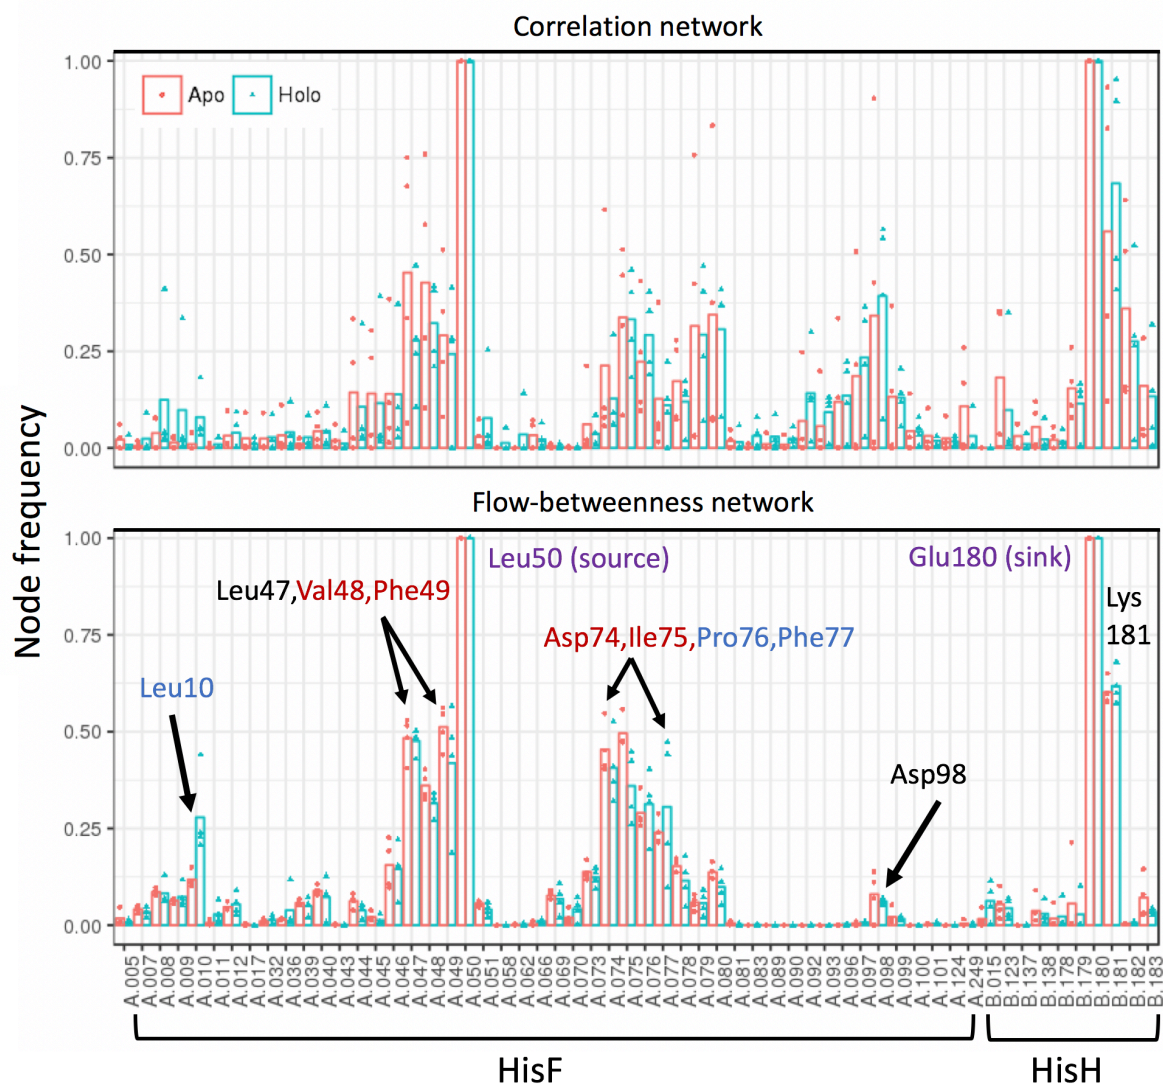 Correlation network
1.00
0.75
0.50
0.25
0.00
Apo
Holo
Node frequency
Flow-betweenness network
1.00
0.75
0.50
0.25
0.00
Leu50 (source)
Glu180 (sink)
Leu47,Val48,Phe49
Lys
181
Asp74,Ile75,Pro76,Phe77
Leu10
Asp98
A.005
A.007
A.008
A.009
A.010
A.011
A.012
A.017
A.032
A.036
A.039
A.040
A.043
A.044
A.045
A.046
A.047
A.048
A.049
A.050
A.051
A.058
A.062
A.066
A.069
A.070
A.073
A.074
A.075
A.076
A.077
A.078
A.079
A.080
A.081
A.083
A.089
A.090
A.092
A.093
A.096
A.097
A.098
A.099
A.100
A.101
A.124
A.249
B.115
B.123
B.137
B.138
B.178
B.179
B.180
B.181
B.182
B.183
HisF
HisH